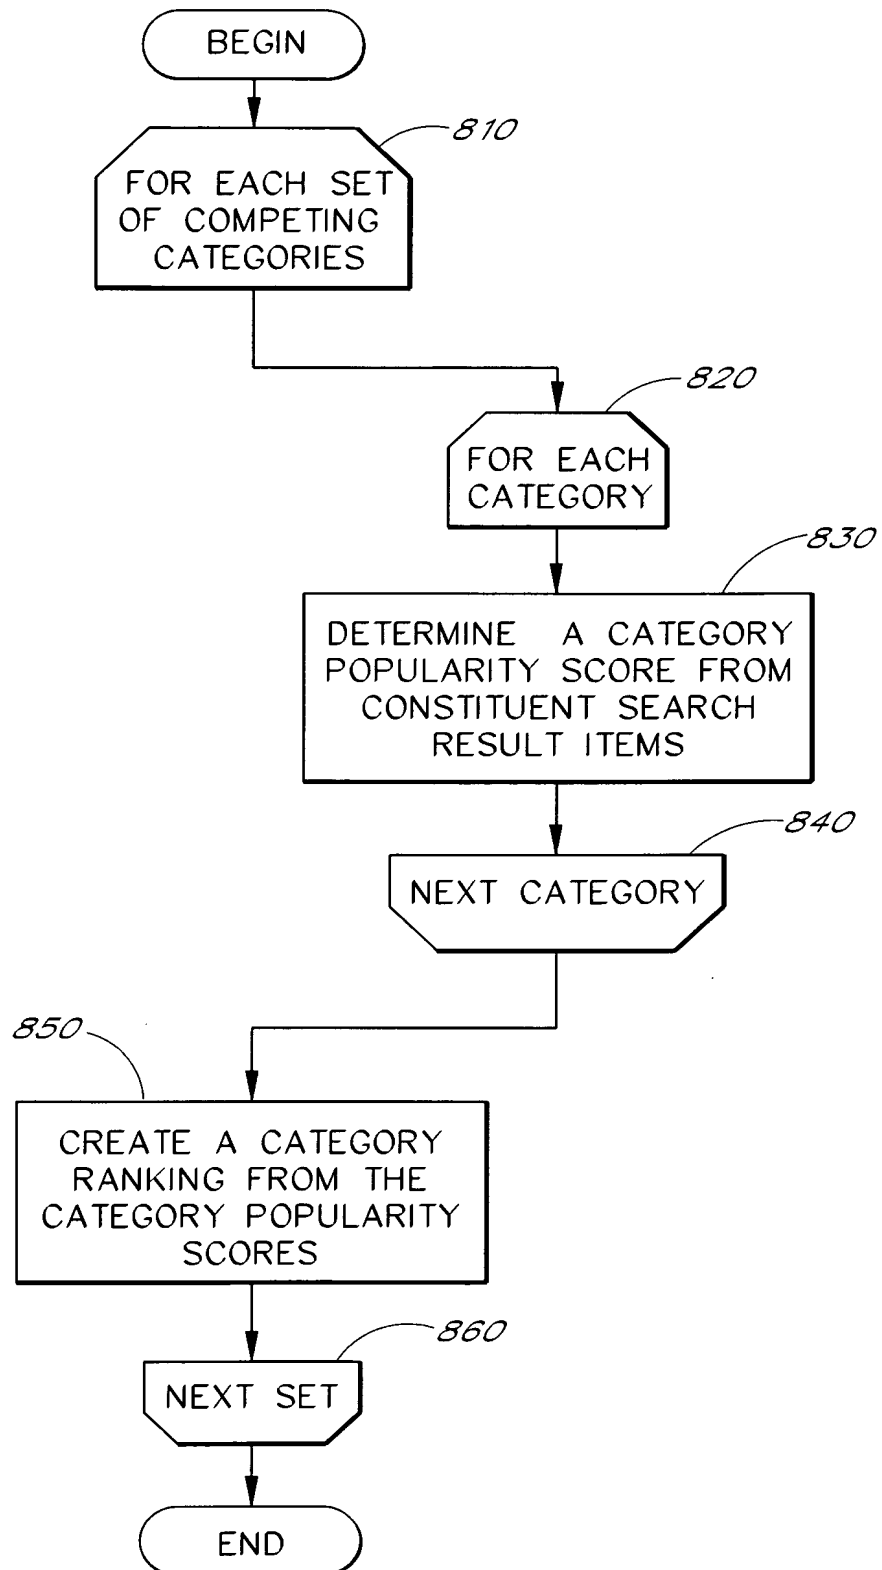 BEGIN
810
FOR EACH SET
OF COMPETING
CATEGORIES
820
FOR EACH
CATEGORY
830
DETERMINE A CATEGORY
POPULARITY SCORE FROM
CONSTITUENT SEARCH
RESULT ITEMS
840
NEXT CATEGORY
850
CREATE A CATEGORY
RANKING FROM THE
CATEGORY POPULARITY
SCORES
860
NEXT SET
END